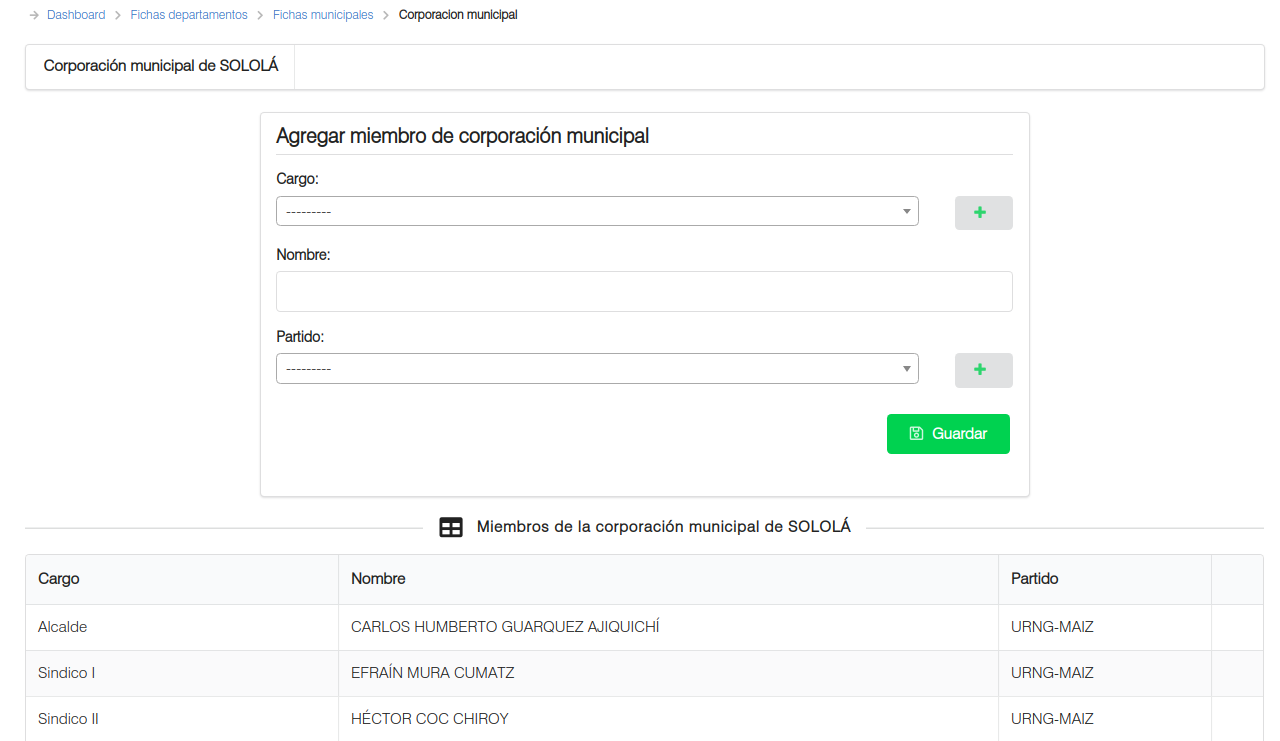 Dashboard > Fichas departamentos > Fichas municipales > Corporacion municipal
Corporación municipal de SOLOLÁ
Agregar miembro de corporación municipal
Cargo:
---------
Nombre:
Partido:
---------
Guardar
Miembros de la corporación municipal de SOLOLÁ
Cargo Nombre Partido
Alcalde CARLOS HUMBERTO GUARQUEZ AJIQUICHÍ URNG-MAIZ
Sindico I EFRAÍN MURA CUMATZ URNG-MAIZ
Sindico II HÉCTOR COC CHIROY URNG-MAIZ